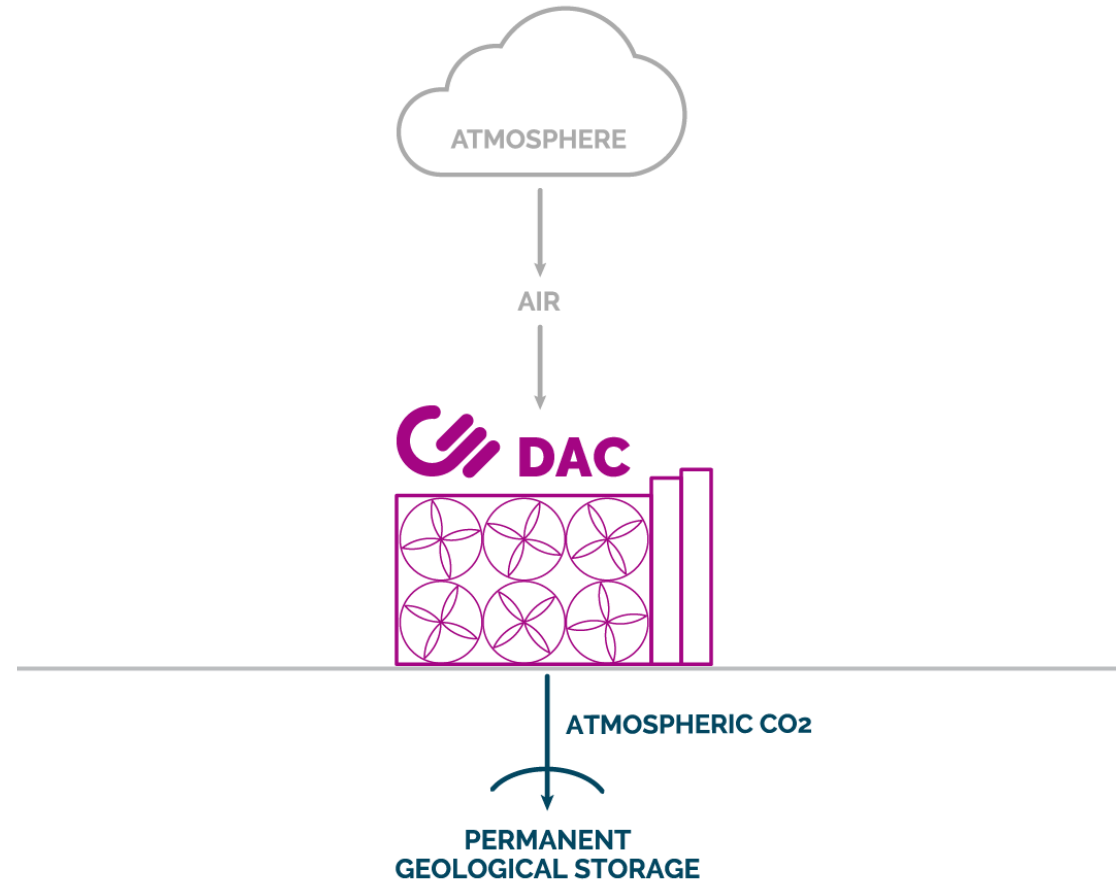 ATMOSPHERE
AIR
DAC
ATMOSPHERIC CO2
PERMANENT
GEOLOGICAL STORAGE